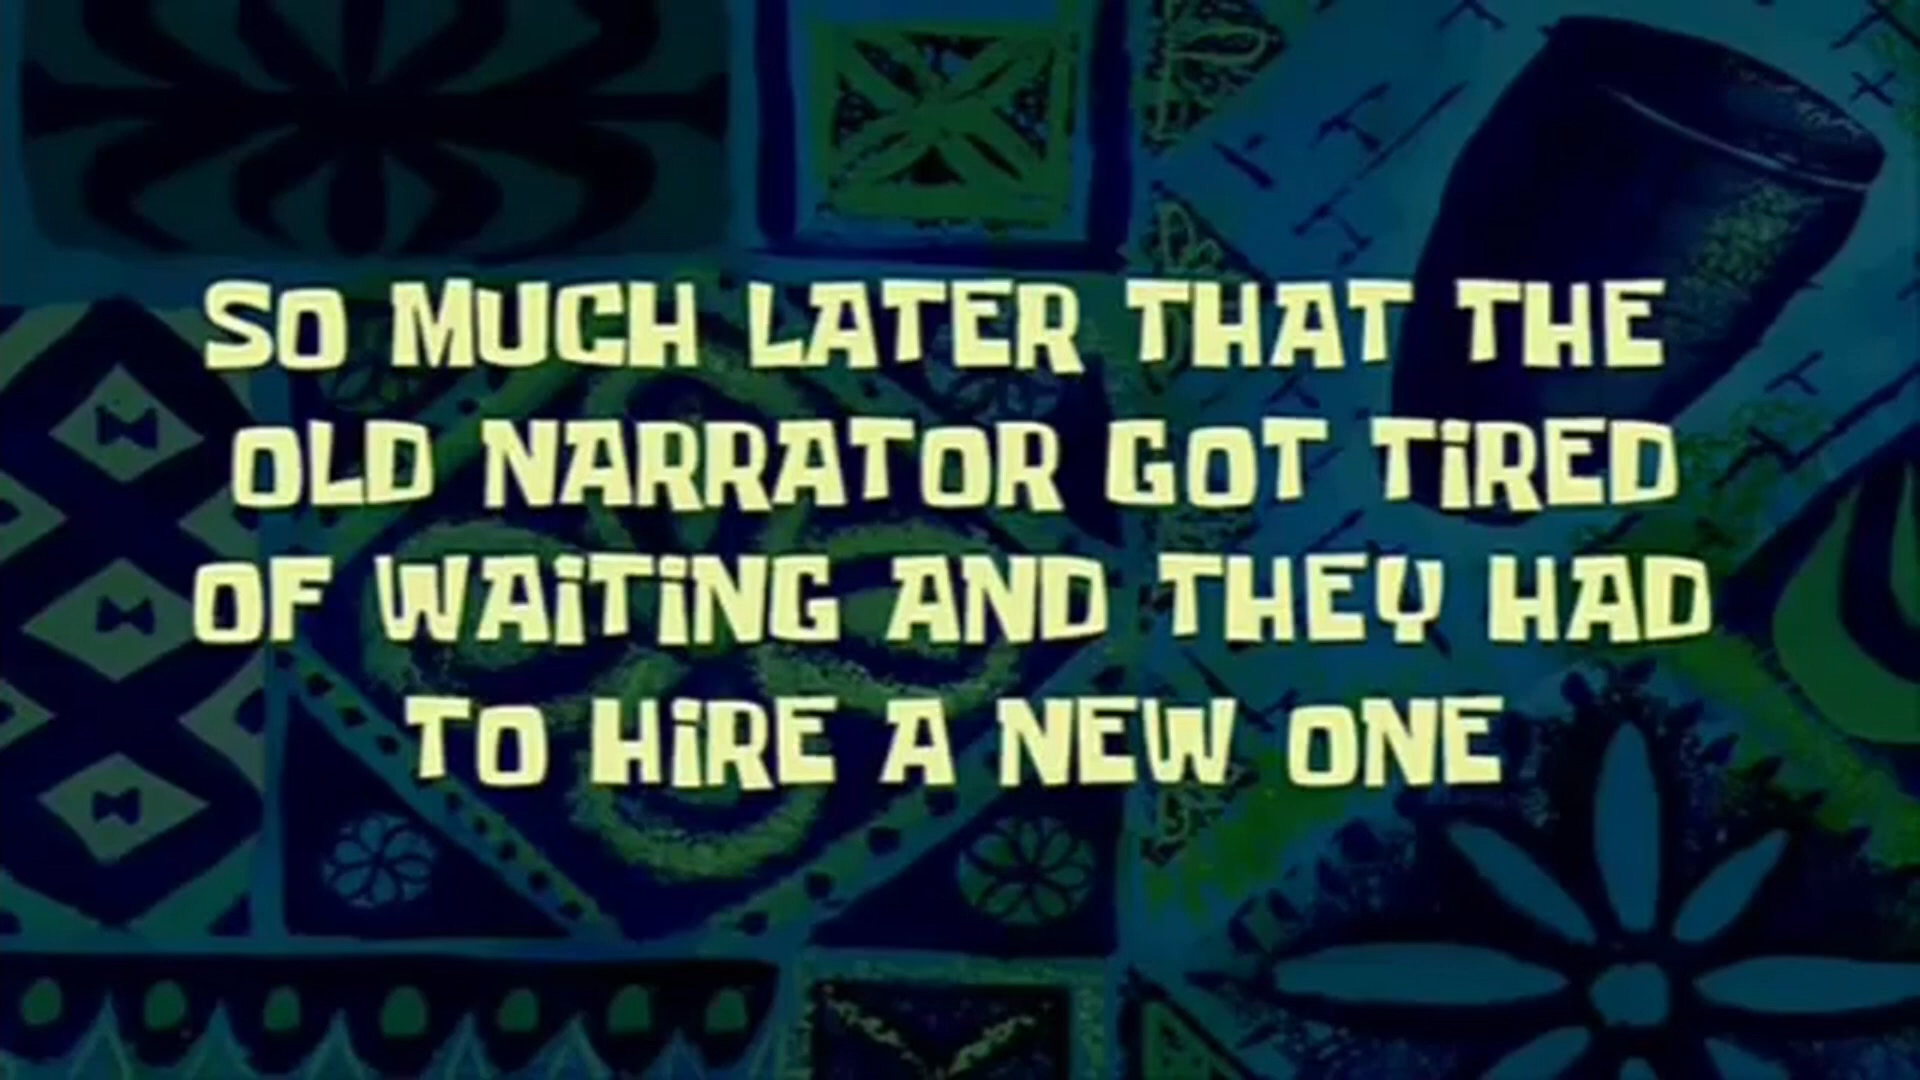 SO MUCH LATER THAT THE
OLD NARRATOR GOT TiRED
OF WAiTiNG AND THEY HAD
TO HiRE A NEW ONE